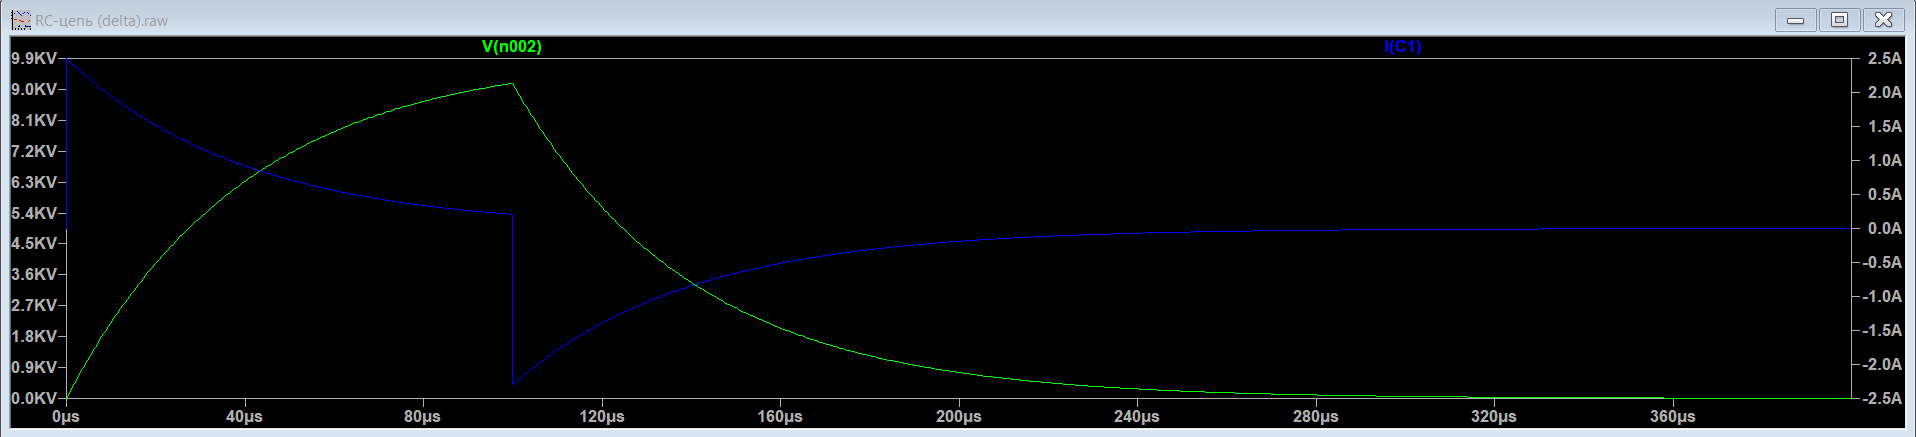 RC-цепь (delta).raw
V(n002) I(C1)
9.9KV 2.5A
9.0KV 2.0A
8.1KV 1.5A
7.2KV 1.0A
6.3KV 0.5A
5.4KV 0.0A
4.5KV -0.5A
3.6KV -1.0A
2.7KV -1.5A
1.8KV -2.0A
0.9KV -2.5A
0.0KV
0µs 40µs 80µs 120µs 160µs 200µs 240µs 280µs 320µs 360µs